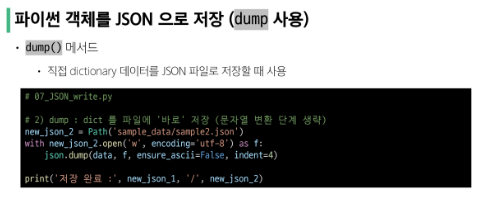 파이썬 객체를 JSON 으로 저장 (dump 사용)
• dump() 메서드
• 직접 dictionary 데이터를 JSON 파일로 저장할 때 사용
# 07_JSON_write.py
# 2) dump : dict 를 파일에 '바로' 저장 (문자열 변환 단계 생략)
new_json_2 = Path('sample_data/sample2.json')
with new_json_2.open('w', encoding='utf-8') as f:
    json.dump(data, f, ensure_ascii=False, indent=4)
print('저장 완료 :', new_json_1, '/', new_json_2)